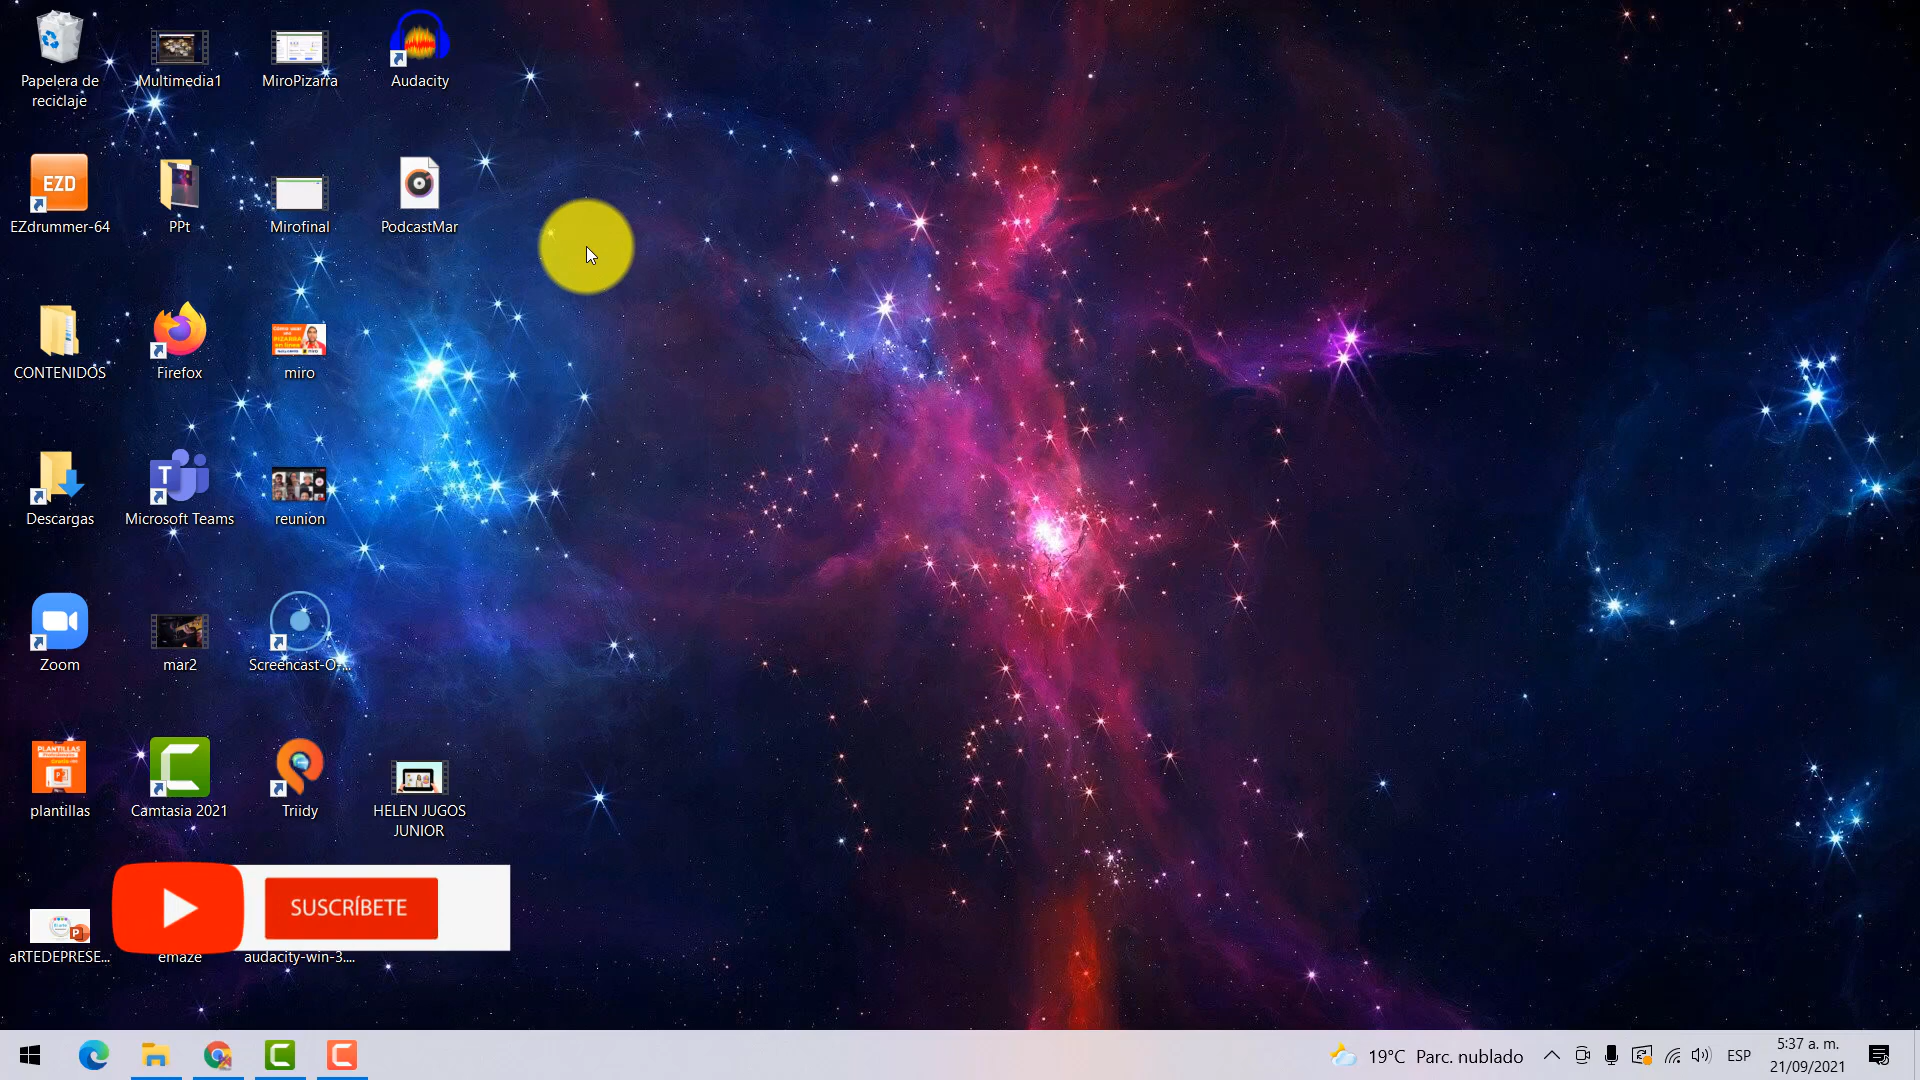 Papelera de
reciclaje
Multimedia1
MiroPizarra
Audacity
EZD
EZdrummer-64
PPt
Mirofinal
PodcastMar
CONTENIDOS
Firefox
miro
Descargas
T
Microsoft Teams
reunion
Zoom
mar2
Screencast-O-...
PLANTILLAS
plantillas
Camtasia 2021
Triidy
HELEN JUGOS
JUNIOR
SUSCRÍBETE
aRTEDEPRESE...
emaze
audacity-win-3....
19°C Parc. nublado
ESP
5:37 a. m.
21/09/2021